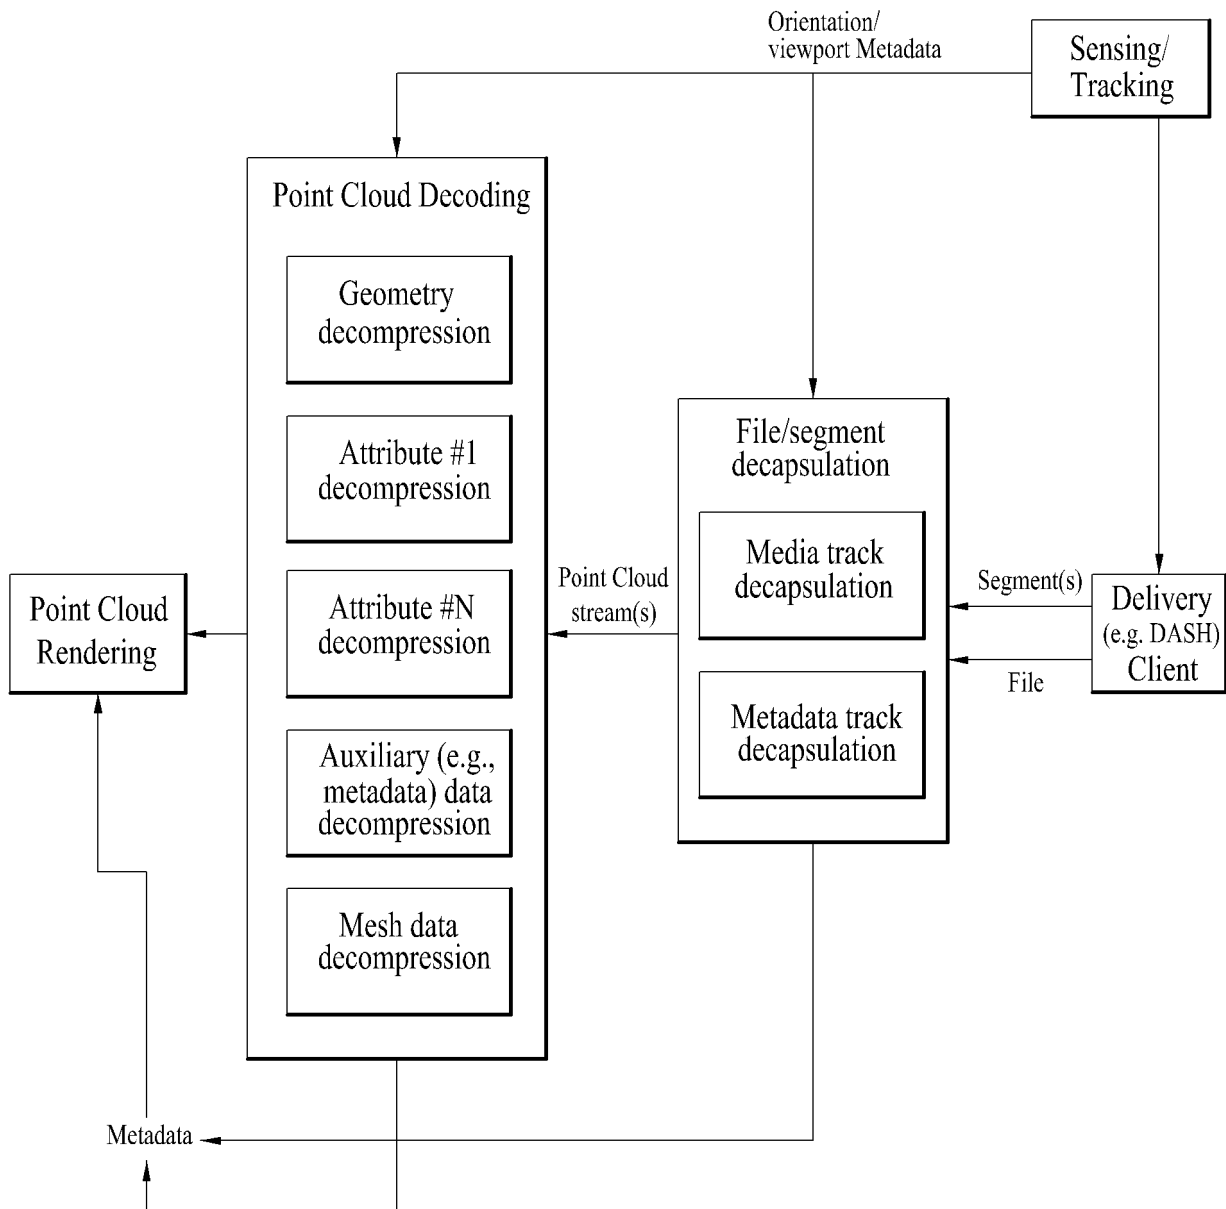 Orientation/
viewport Metadata
Sensing/
Tracking
Point Cloud Decoding
Geometry
decompression
Attribute #1
decompression
Attribute #N
decompression
Auxiliary (e.g.,
metadata) data
decompression
Mesh data
decompression
File/segment
decapsulation
Media track
decapsulation
Metadata track
decapsulation
Point Cloud
stream(s)
Segment(s)
File
Delivery
(e.g. DASH)
Client
Point Cloud
Rendering
Metadata